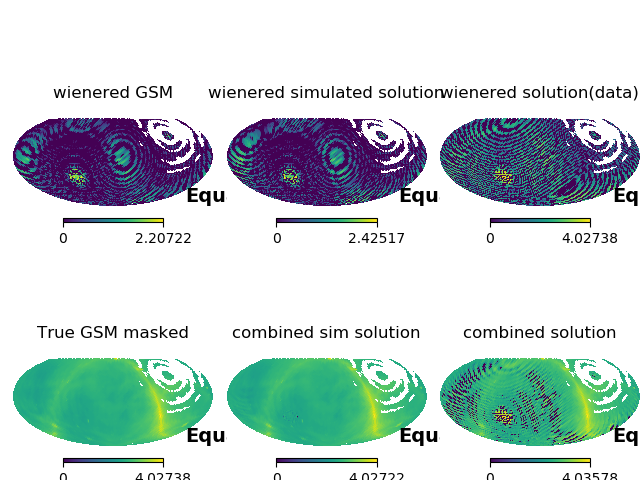 wienered GSM
wienered simulated solution
wienered solution(data)
Equ
Equ
Eq
0 2.20722
0 2.42517
0 4.02738
True GSM masked
combined sim solution
combined solution
Equ
Equ
Eq
0 4.02738
0 4.02722
0 4.03578